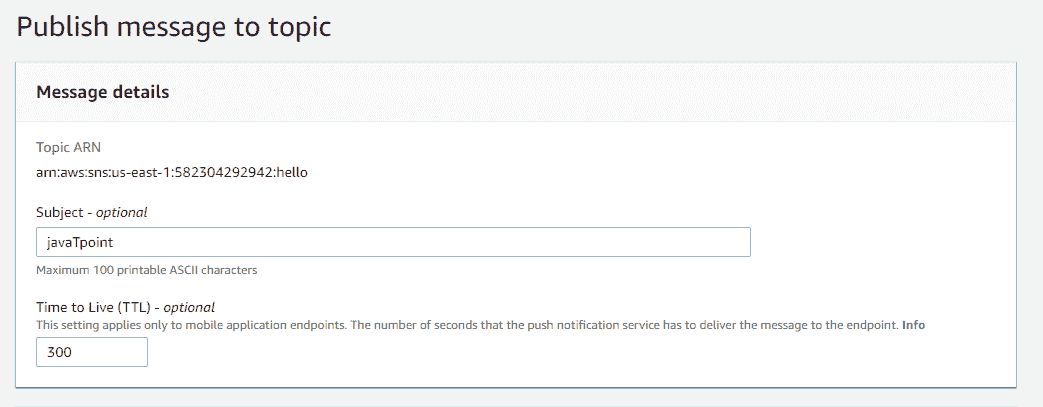 Publish message to topic
Message details
Topic ARN
arn:aws:sns:us-east-1:582304292942:hello
Subject - optional
javaTpoint
Maximum 100 printable ASCII characters
Time to Live (TTL) - optional
This setting applies only to mobile application endpoints. The number of seconds that the push notification service has to deliver the message to the endpoint. Info
300